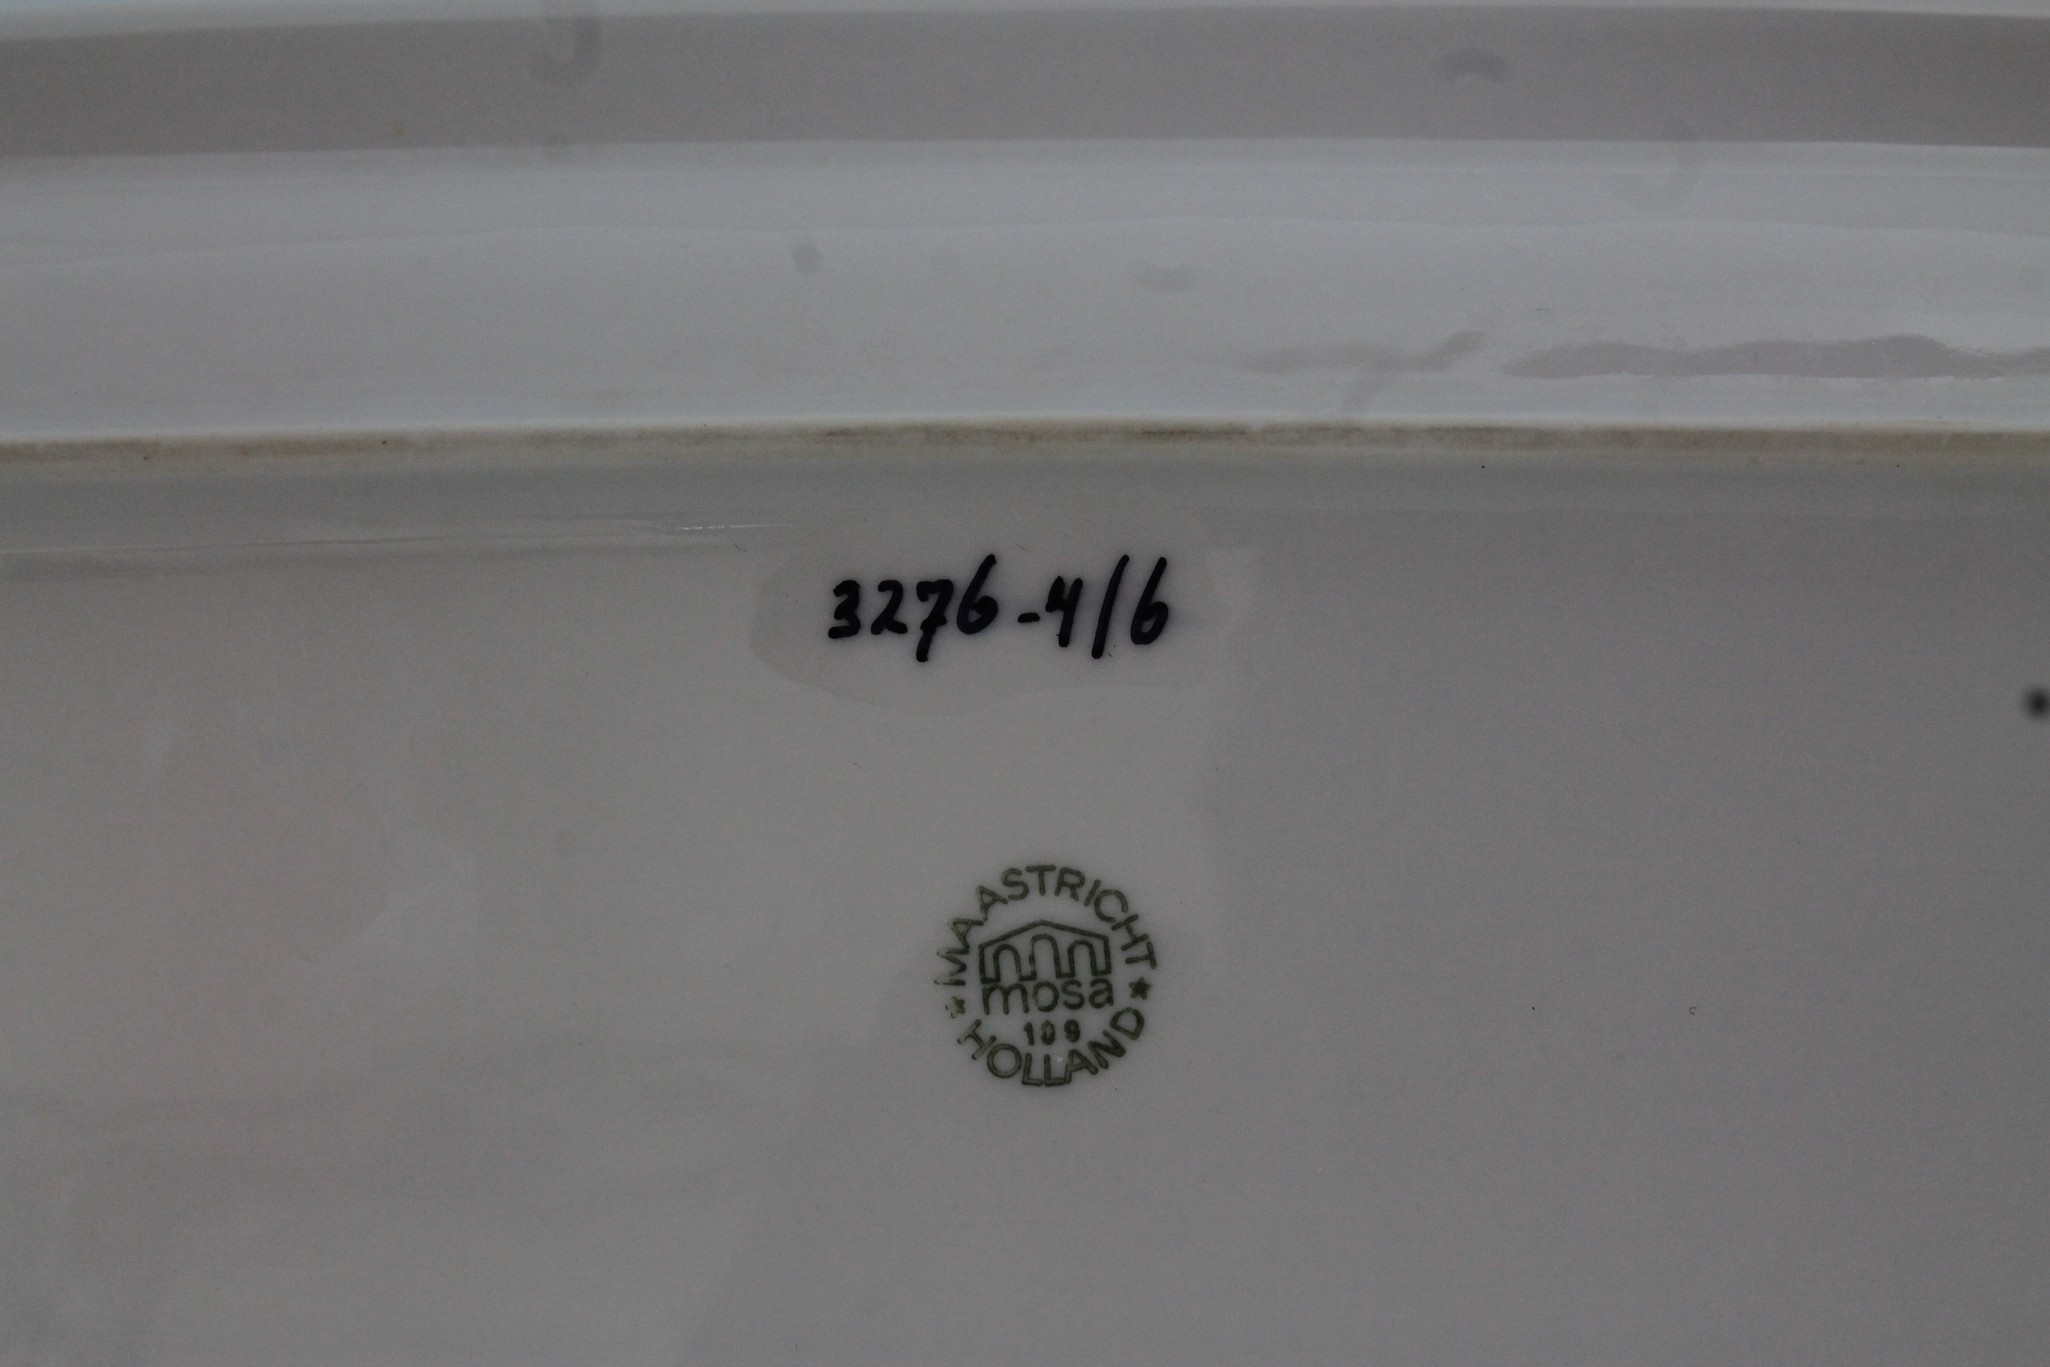 3276-4/6
MAASTRICHT
mosa
109
HOLLAND